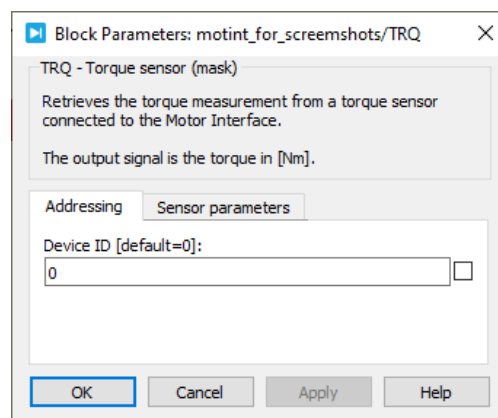 Block Parameters: motint_for_screemshots/TRQ
TRQ - Torque sensor (mask)
Retrieves the torque measurement from a torque sensor
connected to the Motor Interface.
The output signal is the torque in [Nm].
Addressing Sensor parameters
Device ID [default=0]:
0
OK Cancel Apply Help